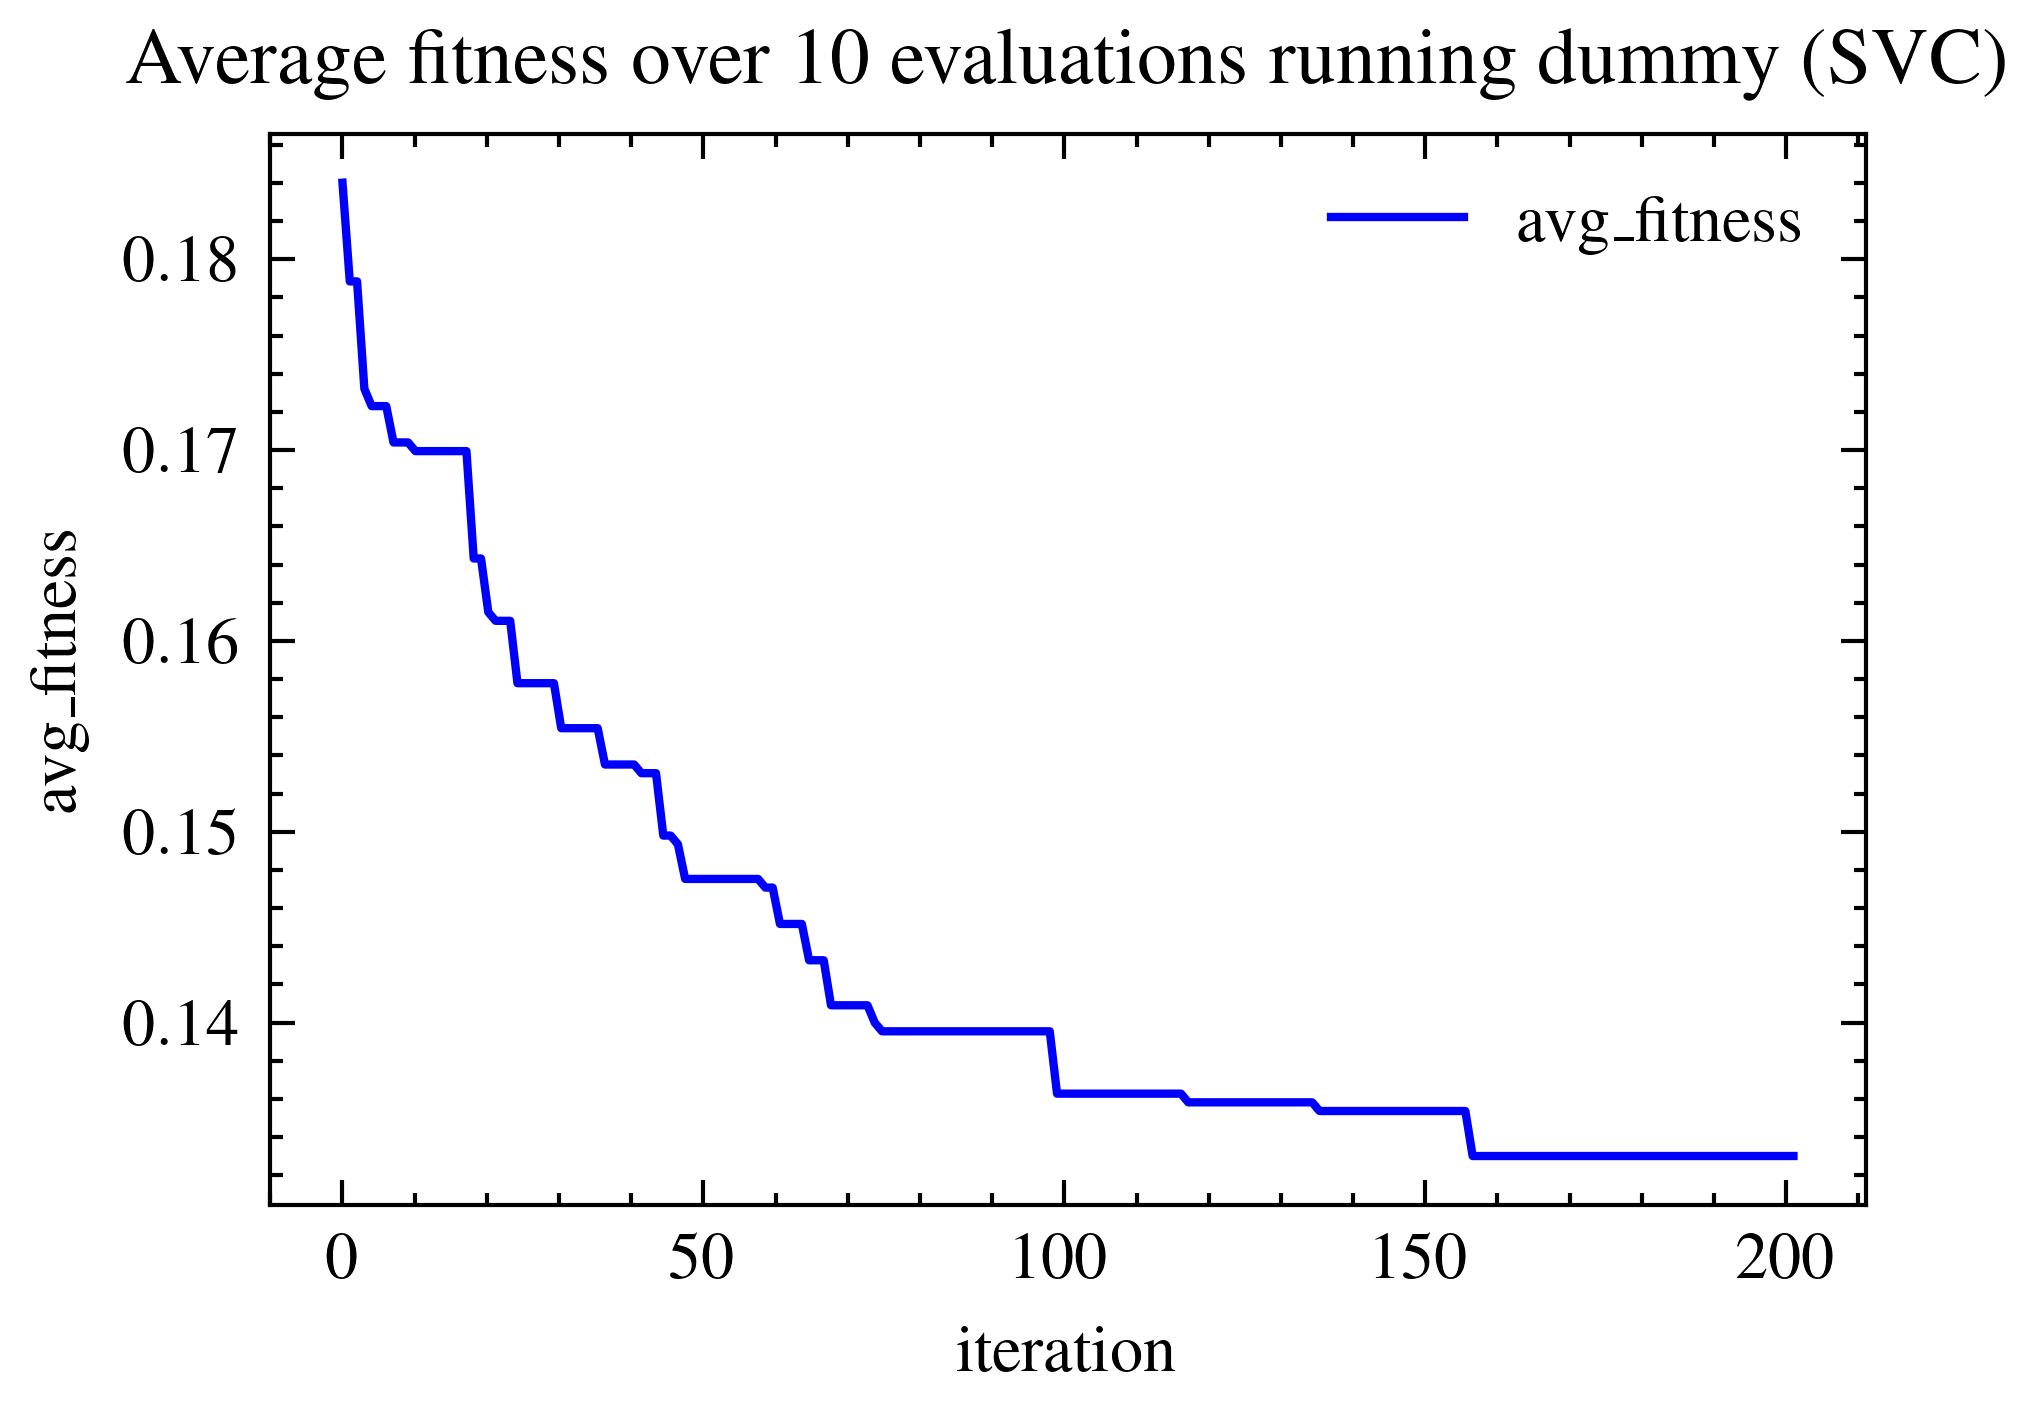 Average fitness over 10 evaluations running dummy (SVC)
avg_fitness
0.18
0.17
0.16
0.15
0.14
avg_fitness
0 50 100 150 200
iteration